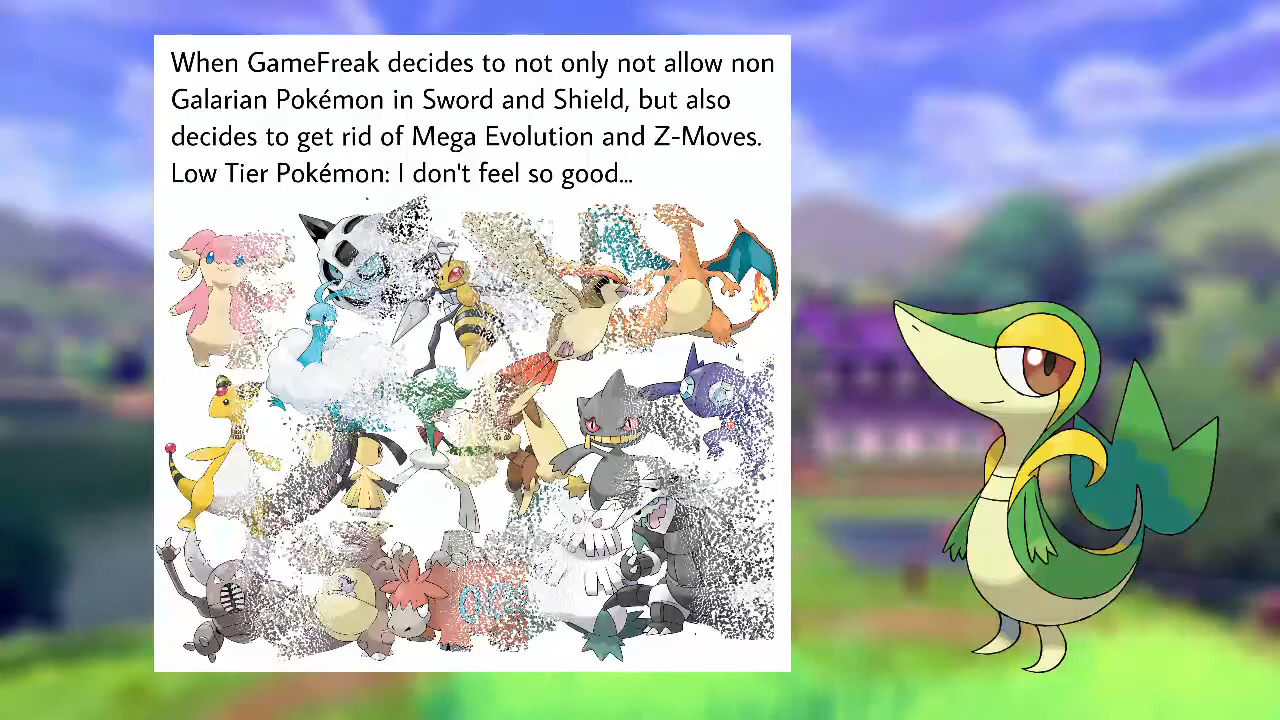 When GameFreak decides to not only not allow non
Galarian Pokémon in Sword and Shield, but also
decides to get rid of Mega Evolution and Z-Moves.
Low Tier Pokémon: I don't feel so good...